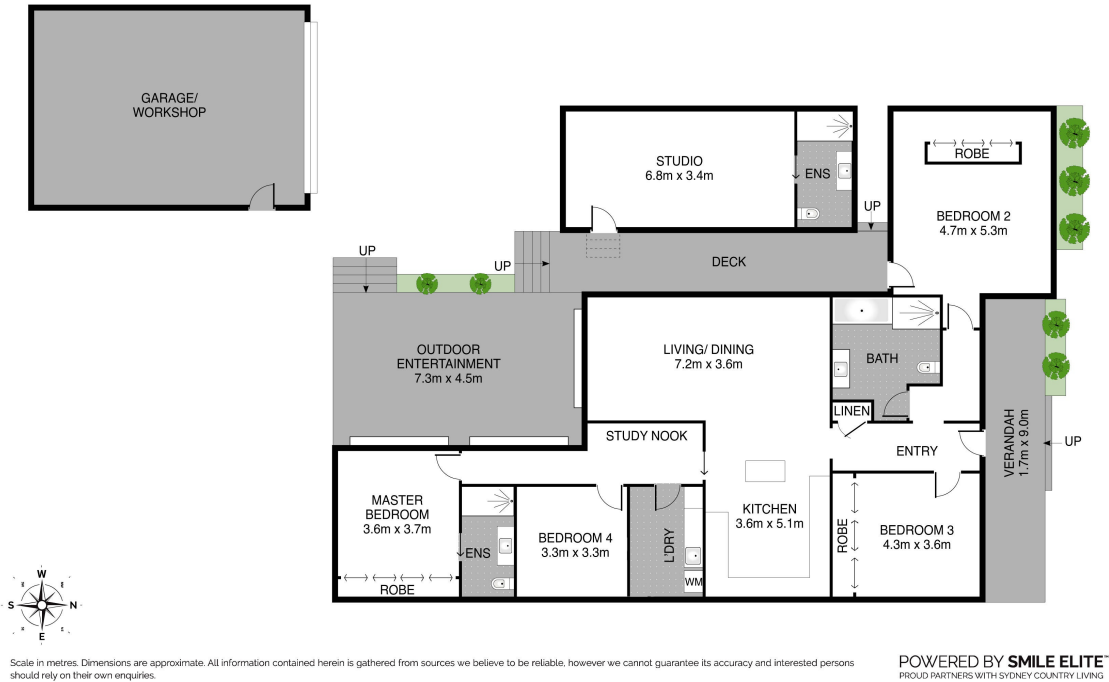 GARAGE/
WORKSHOP
STUDIO
6.8m x 3.4m
ENS
ROBE
BEDROOM 2
4.7m x 5.3m
UP
UP
UP
DECK
OUTDOOR
ENTERTAINMENT
7.3m x 4.5m
LIVING/ DINING
7.2m x 3.6m
BATH
LINEN
STUDY NOOK
ENTRY
VERANDAH
1.7m x 9.0m
UP
MASTER
BEDROOM
3.6m x 3.7m
ENS
ROBE
BEDROOM 4
3.3m x 3.3m
L'DRY
WM
KITCHEN
3.6m x 5.1m
ROBE
BEDROOM 3
4.3m x 3.6m
W
S
N
E
Scale in metres. Dimensions are approximate. All information contained herein is gathered from sources we believe to be reliable, however we cannot guarantee its accuracy and interested persons
should rely on their own enquiries.
POWERED BY SMILE ELITE™
PROUD PARTNERS WITH SYDNEY COUNTRY LIVING